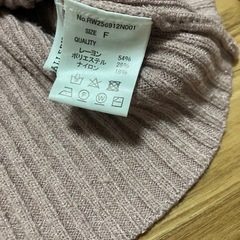 No.RWZ56912N001
SIZE F
QUALITY
レーヨン 54%
ポリエステル 28%
ナイロン 18%